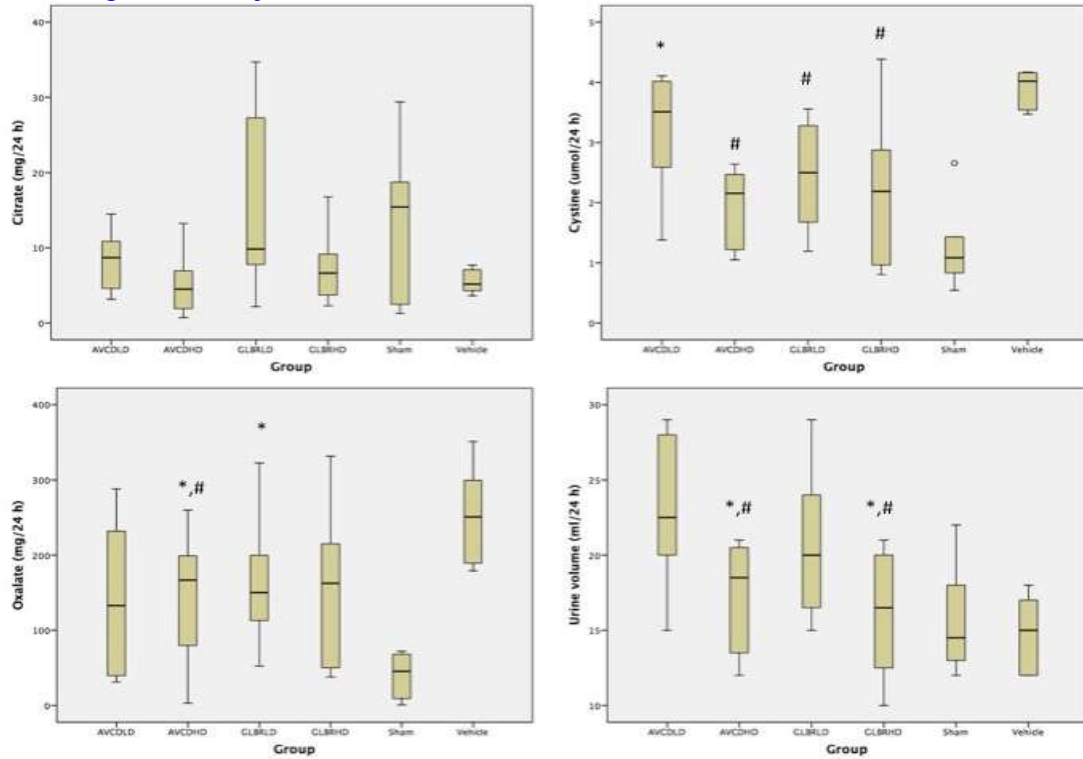 Citrate (mg/24 h)
40
30
20
10
0
AVCDLD AVCDHD GLBRLD GLBRHD Sham Vehicle
Group
Cystine (umol/24 h)
5
4
3
2
1
0
* # # #
AVCDLD AVCDHD GLBRLD GLBRHD Sham Vehicle
Group
Oxalate (mg/24 h)
400
300
200
100
0
*,# *
AVCDLD AVCDHD GLBRLD GLBRHD Sham Vehicle
Group
Urine volume (ml/24 h)
30
25
20
15
10
*,# *,#
AVCDLD AVCDHD GLBRLD GLBRHD Sham Vehicle
Group